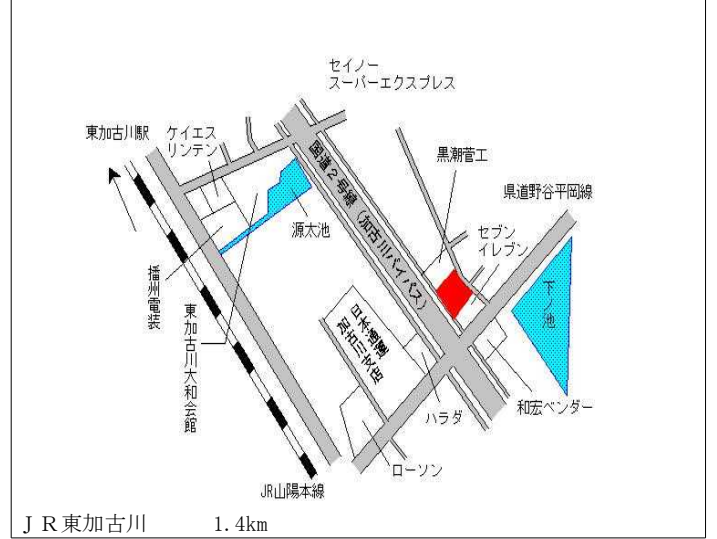 セイノー
スーパーエクスプレス
東加古川駅
ケイエス
リンテン
国道2号線(加古川バイパス)
黒潮菅工
県道野谷平岡線
源太池
セブン
イレブン
播州電装
東加古川大和会館
下ノ池
日本通運
加古川支店
ハラダ
和宏ベンダー
ローソン
JR山陽本線
JR東加古川 1.4km